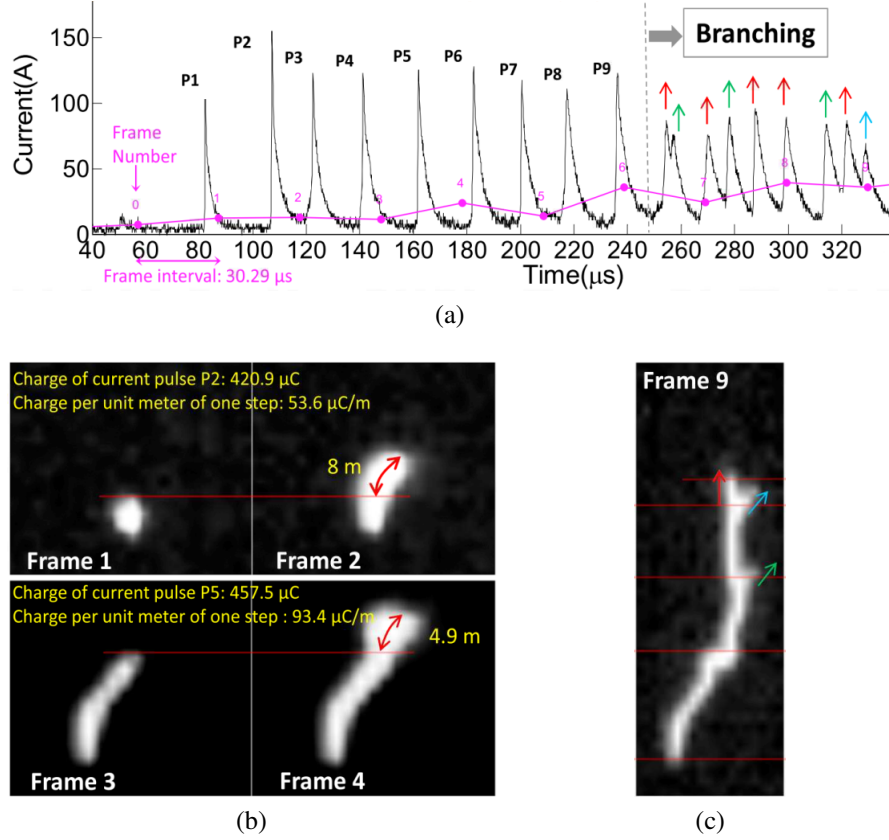 150
100
50
0
Current(A)
P1
P2
P3
P4
P5
P6
P7
P8
P9
Branching
Frame
Number
0
1
2
3
4
5
6
7
8
9
40 60 80 100 120 140 160 180 200 220 240 260 280 300 320
Frame interval: 30.29 μs
Time(μs)
(a)
Charge of current pulse P2: 420.9 μC
Charge per unit meter of one step: 53.6 μC/m
8 m
Frame 1
Frame 2
Charge of current pulse P5: 457.5 μC
Charge per unit meter of one step : 93.4 μC/m
4.9 m
Frame 3
Frame 4
(b)
Frame 9
(c)